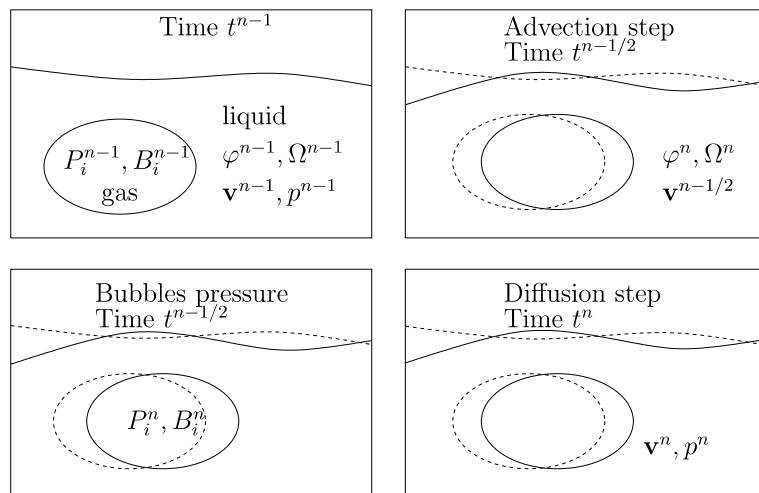 Time t^{n−1}
liquid
P_i^{n−1}, B_i^{n−1}
φ^{n−1}, Ω^{n−1}
gas
v^{n−1}, p^{n−1}
Advection step
Time t^{n−1/2}
φ^n, Ω^n
v^{n−1/2}
Bubbles pressure
Time t^{n−1/2}
P_i^n, B_i^n
Diffusion step
Time t^n
v^n, p^n